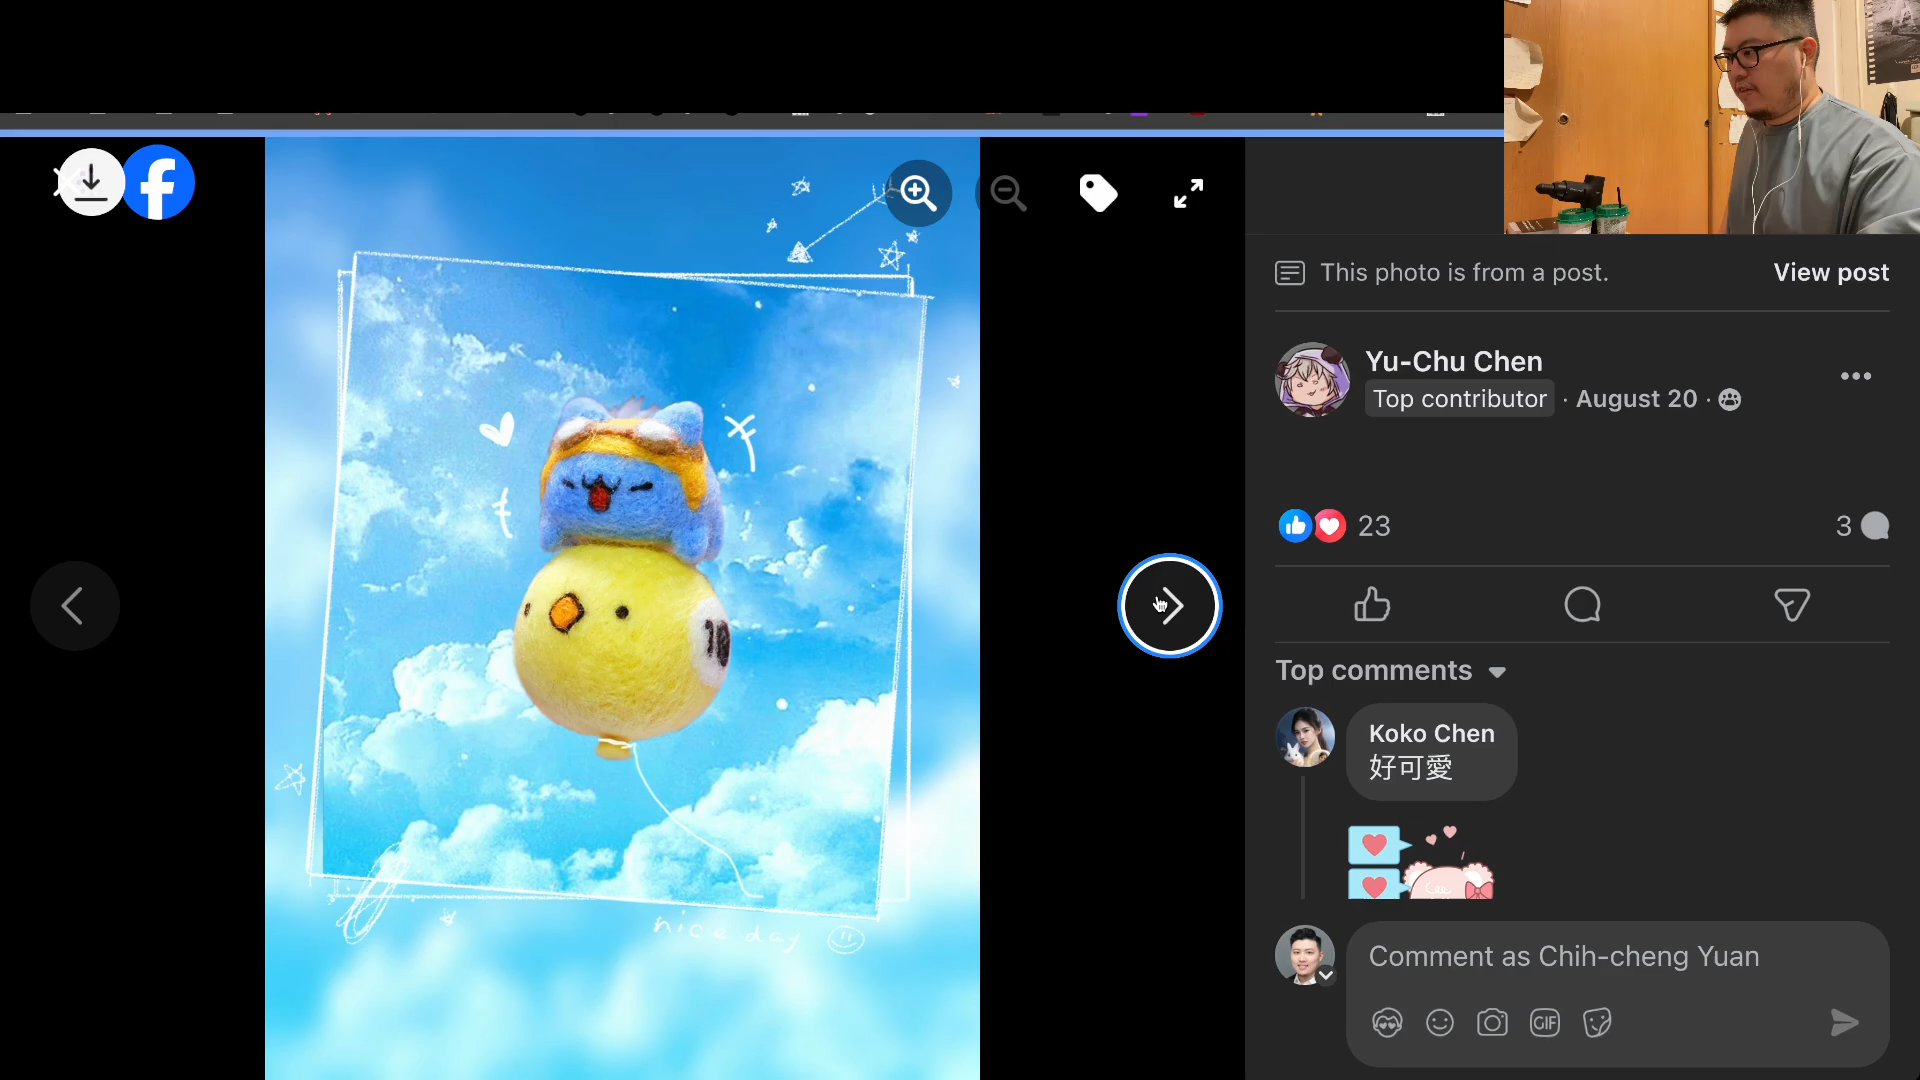 This photo is from a post.
View post
Yu-Chu Chen
Top contributor · August 20 ·
23
3
Top comments
Koko Chen
好可愛
Comment as Chih-cheng Yuan
GIF
10
nice day